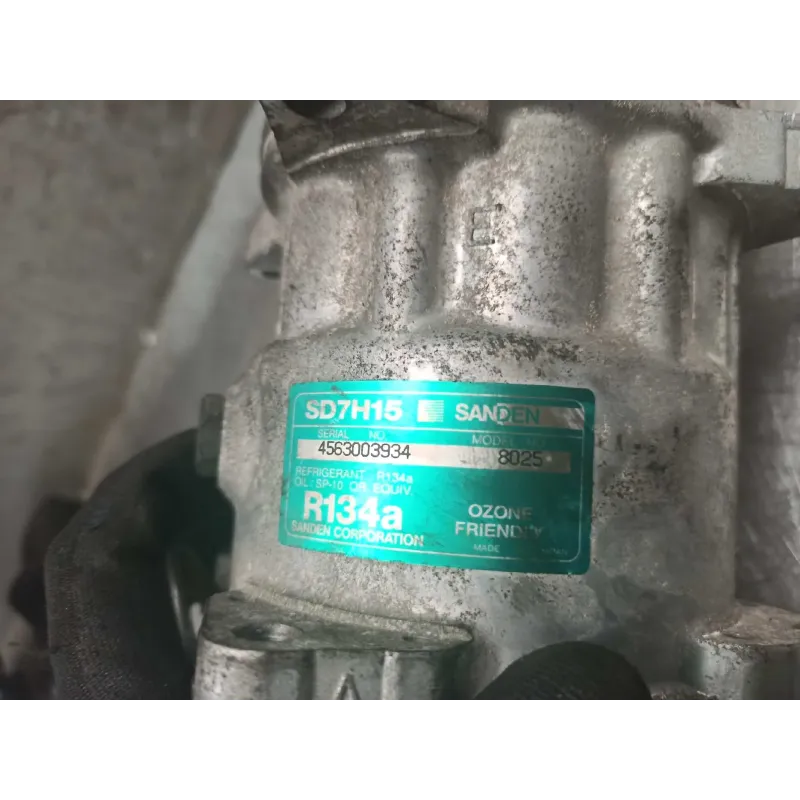 E
SD7H15 SANDEN
SERIAL NO. MODEL NO.
4563003934 8025
REFRIGERANT R134a
OIL: SP-10 OR EQUIV.
R134a OZONE
FRIENDLY
SANDEN CORPORATION
MADE
A